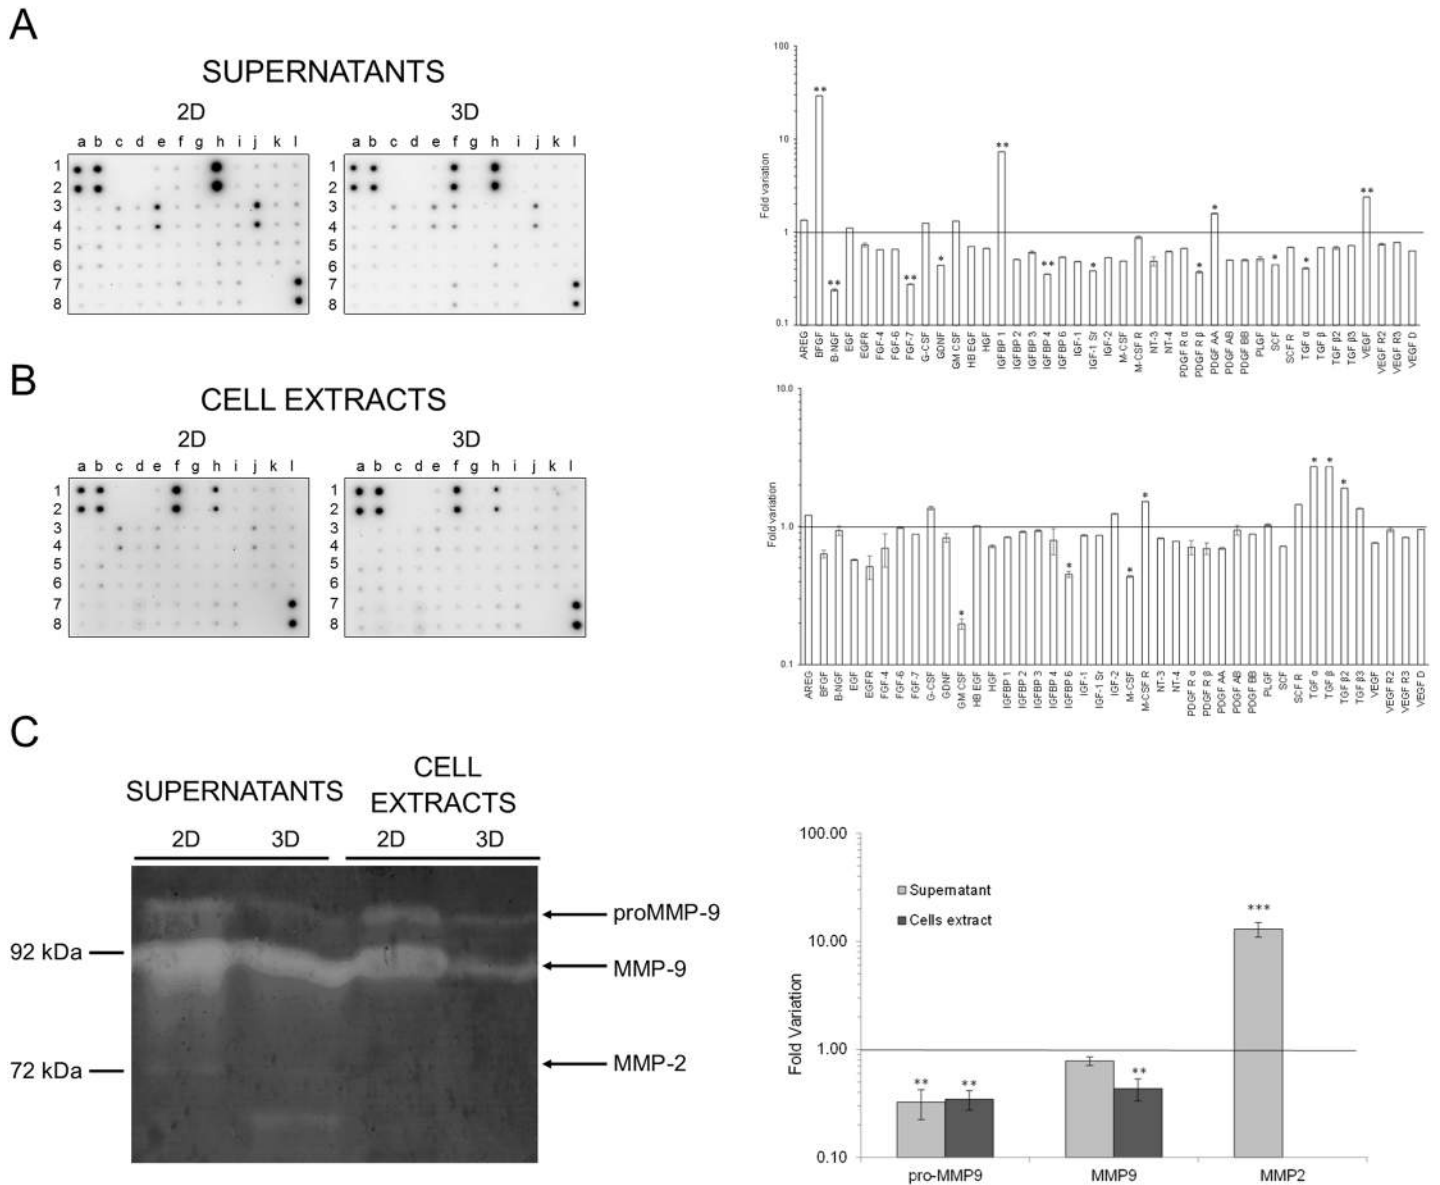 A
SUPERNATANTS
2D
3D
a b c d e f g h i j k l
a b c d e f g h i j k l
1
2
3
4
5
6
7
8
1
2
3
4
5
6
7
8
Fold variation
100
10
1
0.1
**
**
**
*
**
**
*
*
*
*
*
**
AREG
BFGF
B-NGF
EGF
EGFR
FGF-4
FGF-6
FGF-7
G-CSF
GDNF
GM CSF
HB EGF
HGF
IGFBP 1
IGFBP 2
IGFBP 3
IGFBP 4
IGFBP 6
IGF-1
IGF-1 Sr
IGF-2
M-CSF
M-CSF R
NT-3
NT-4
PDGF R α
PDGF R β
PDGF AA
PDGF AB
PDGF BB
PLGF
SCF
SCF R
TGF α
TGF β
TGF β2
TGF β3
VEGF
VEGF R2
VEGF R3
VEGF D
B
CELL EXTRACTS
2D
3D
a b c d e f g h i j k l
a b c d e f g h i j k l
1
2
3
4
5
6
7
8
1
2
3
4
5
6
7
8
Fold variation
10.0
1.0
0.1
*
*
*
*
*
*
*
AREG
BFGF
B-NGF
EGF
EGFR
FGF-4
FGF-6
FGF-7
G-CSF
GDNF
GM CSF
HB EGF
HGF
IGFBP 1
IGFBP 2
IGFBP 3
IGFBP 4
IGFBP 6
IGF-1
IGF-1 Sr
IGF-2
M-CSF
M-CSF R
NT-3
NT-4
PDGF R α
PDGF R β
PDGF AA
PDGF AB
PDGF BB
PLGF
SCF
SCF R
TGF α
TGF β
TGF β2
TGF β3
VEGF
VEGF R2
VEGF R3
VEGF D
C
SUPERNATANTS
CELL
EXTRACTS
2D
3D
2D
3D
92 kDa
72 kDa
proMMP-9
MMP-9
MMP-2
Fold Variation
100.00
10.00
1.00
0.10
Supernatant
Cells extract
**
**
**
***
pro-MMP9
MMP9
MMP2